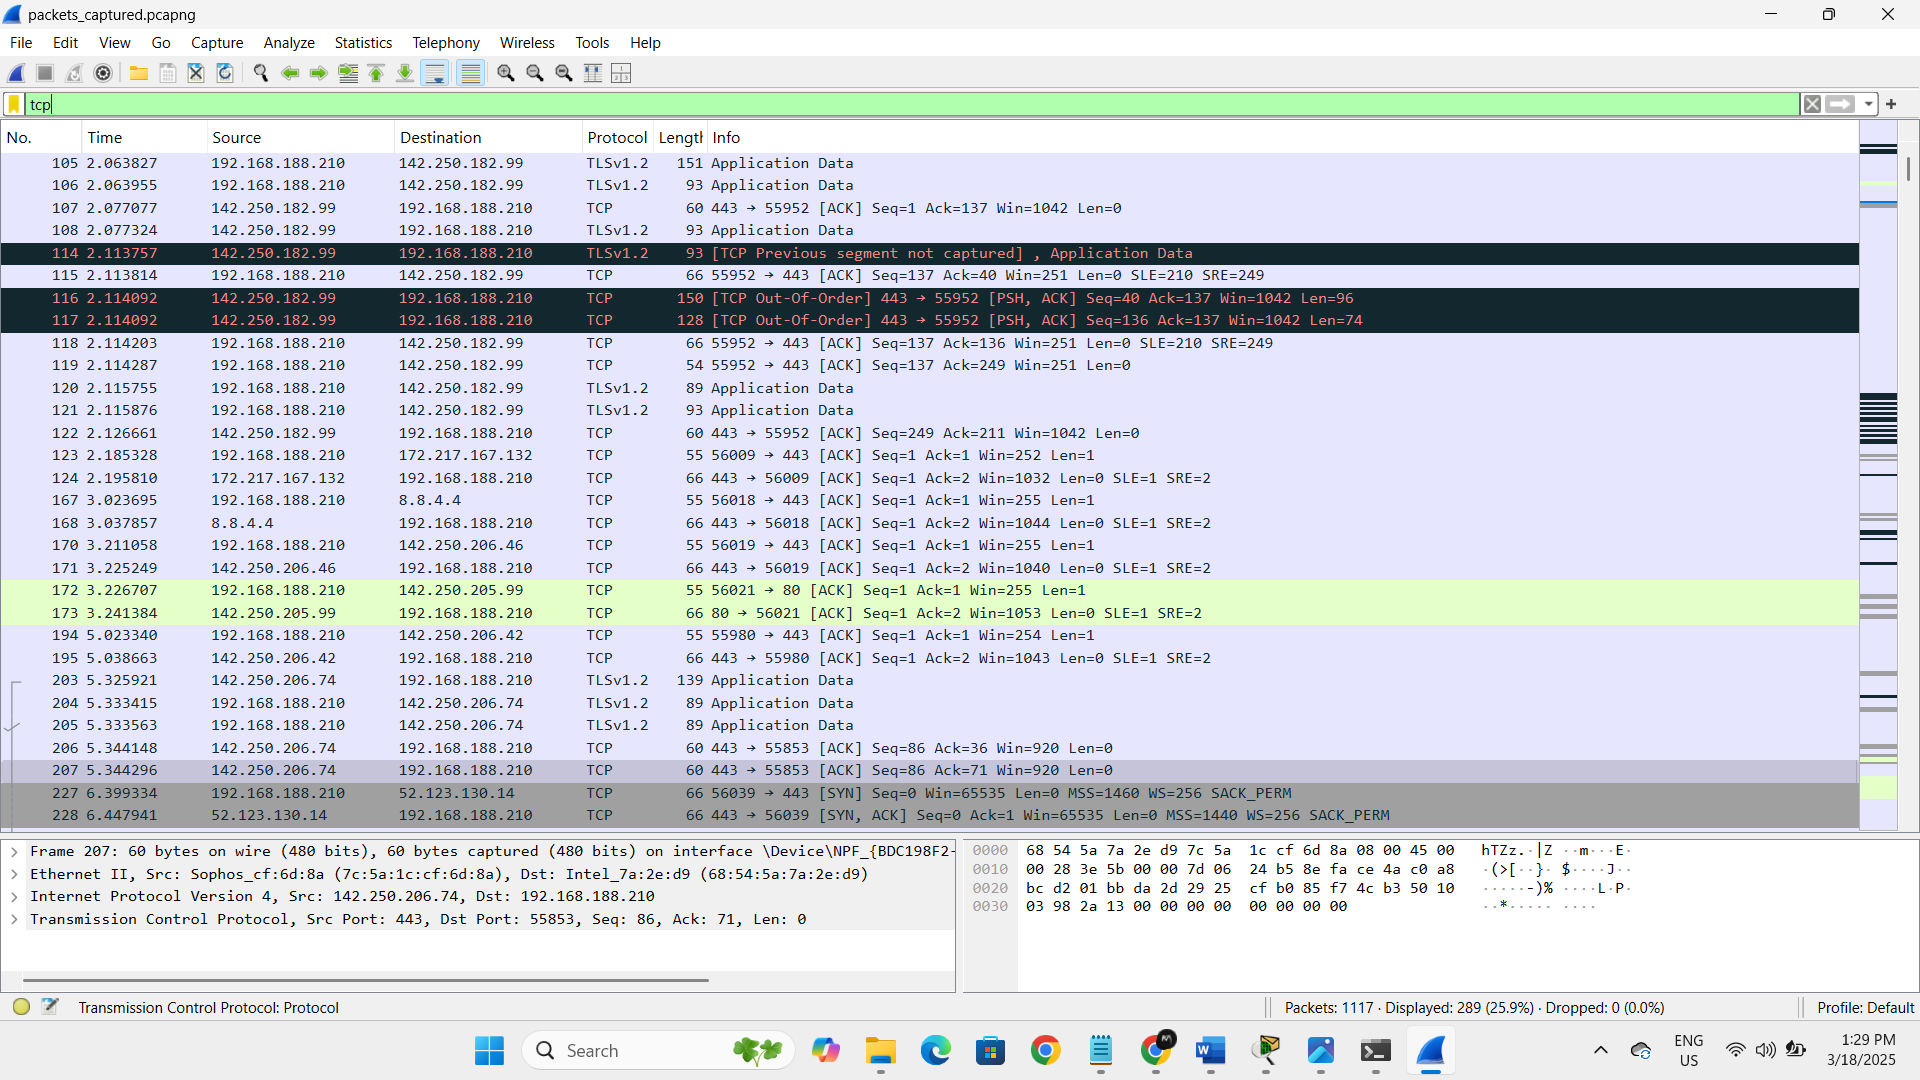 packets_captured.pcapng
File Edit View Go Capture Analyze Statistics Telephony Wireless Tools Help
tcp
No. Time Source Destination Protocol Length Info
105 2.063827 192.168.188.210 142.250.182.99 TLSv1.2 151 Application Data
106 2.063955 192.168.188.210 142.250.182.99 TLSv1.2 93 Application Data
107 2.077077 142.250.182.99 192.168.188.210 TCP 60 443 → 55952 [ACK] Seq=1 Ack=137 Win=1042 Len=0
108 2.077324 142.250.182.99 192.168.188.210 TLSv1.2 93 Application Data
114 2.113757 142.250.182.99 192.168.188.210 TLSv1.2 93 [TCP Previous segment not captured] , Application Data
115 2.113814 192.168.188.210 142.250.182.99 TCP 66 55952 → 443 [ACK] Seq=137 Ack=40 Win=251 Len=0 SLE=210 SRE=249
116 2.114092 142.250.182.99 192.168.188.210 TCP 150 [TCP Out-Of-Order] 443 → 55952 [PSH, ACK] Seq=40 Ack=137 Win=1042 Len=96
117 2.114092 142.250.182.99 192.168.188.210 TCP 128 [TCP Out-Of-Order] 443 → 55952 [PSH, ACK] Seq=136 Ack=137 Win=1042 Len=74
118 2.114203 192.168.188.210 142.250.182.99 TCP 66 55952 → 443 [ACK] Seq=137 Ack=136 Win=251 Len=0 SLE=210 SRE=249
119 2.114287 192.168.188.210 142.250.182.99 TCP 54 55952 → 443 [ACK] Seq=137 Ack=249 Win=251 Len=0
120 2.115755 192.168.188.210 142.250.182.99 TLSv1.2 89 Application Data
121 2.115876 192.168.188.210 142.250.182.99 TLSv1.2 93 Application Data
122 2.126661 142.250.182.99 192.168.188.210 TCP 60 443 → 55952 [ACK] Seq=249 Ack=211 Win=1042 Len=0
123 2.185328 192.168.188.210 172.217.167.132 TCP 55 56009 → 443 [ACK] Seq=1 Ack=1 Win=252 Len=1
124 2.195810 172.217.167.132 192.168.188.210 TCP 66 443 → 56009 [ACK] Seq=1 Ack=2 Win=1032 Len=0 SLE=1 SRE=2
167 3.023695 192.168.188.210 8.8.4.4 TCP 55 56018 → 443 [ACK] Seq=1 Ack=1 Win=255 Len=1
168 3.037857 8.8.4.4 192.168.188.210 TCP 66 443 → 56018 [ACK] Seq=1 Ack=2 Win=1044 Len=0 SLE=1 SRE=2
170 3.211058 192.168.188.210 142.250.206.46 TCP 55 56019 → 443 [ACK] Seq=1 Ack=1 Win=255 Len=1
171 3.225249 142.250.206.46 192.168.188.210 TCP 66 443 → 56019 [ACK] Seq=1 Ack=2 Win=1040 Len=0 SLE=1 SRE=2
172 3.226707 192.168.188.210 142.250.205.99 TCP 55 56021 → 80 [ACK] Seq=1 Ack=1 Win=255 Len=1
173 3.241384 142.250.205.99 192.168.188.210 TCP 66 80 → 56021 [ACK] Seq=1 Ack=2 Win=1053 Len=0 SLE=1 SRE=2
194 5.023340 192.168.188.210 142.250.206.42 TCP 55 55980 → 443 [ACK] Seq=1 Ack=1 Win=254 Len=1
195 5.038663 142.250.206.42 192.168.188.210 TCP 66 443 → 55980 [ACK] Seq=1 Ack=2 Win=1043 Len=0 SLE=1 SRE=2
203 5.325921 142.250.206.74 192.168.188.210 TLSv1.2 139 Application Data
204 5.333415 192.168.188.210 142.250.206.74 TLSv1.2 89 Application Data
205 5.333563 192.168.188.210 142.250.206.74 TLSv1.2 89 Application Data
206 5.344148 142.250.206.74 192.168.188.210 TCP 60 443 → 55853 [ACK] Seq=86 Ack=36 Win=920 Len=0
207 5.344296 142.250.206.74 192.168.188.210 TCP 60 443 → 55853 [ACK] Seq=86 Ack=71 Win=920 Len=0
227 6.399334 192.168.188.210 52.123.130.14 TCP 66 56039 → 443 [SYN] Seq=0 Win=65535 Len=0 MSS=1460 WS=256 SACK_PERM
228 6.447941 52.123.130.14 192.168.188.210 TCP 66 443 → 56039 [SYN, ACK] Seq=0 Ack=1 Win=65535 Len=0 MSS=1440 WS=256 SACK_PERM
Frame 207: 60 bytes on wire (480 bits), 60 bytes captured (480 bits) on interface \Device\NPF_{BDC198F2-
Ethernet II, Src: Sophos_cf:6d:8a (7c:5a:1c:cf:6d:8a), Dst: Intel_7a:2e:d9 (68:54:5a:7a:2e:d9)
Internet Protocol Version 4, Src: 142.250.206.74, Dst: 192.168.188.210
Transmission Control Protocol, Src Port: 443, Dst Port: 55853, Seq: 86, Ack: 71, Len: 0
0000 68 54 5a 7a 2e d9 7c 5a 1c cf 6d 8a 08 00 45 00 hTZz.·|Z ··m···E·
0010 00 28 3e 5b 00 00 7d 06 24 b5 8e fa ce 4a c0 a8 ·(>[··}· $····J··
0020 bc d2 01 bb da 2d 29 25 cf b0 85 f7 4c b3 50 10 ·····-)% ····L·P·
0030 03 98 2a 13 00 00 00 00 00 00 00 00 ··*····· ····
Transmission Control Protocol: Protocol
Packets: 1117 · Displayed: 289 (25.9%) · Dropped: 0 (0.0%)
Profile: Default
Search
M
W
ENG
US
1:29 PM
3/18/2025